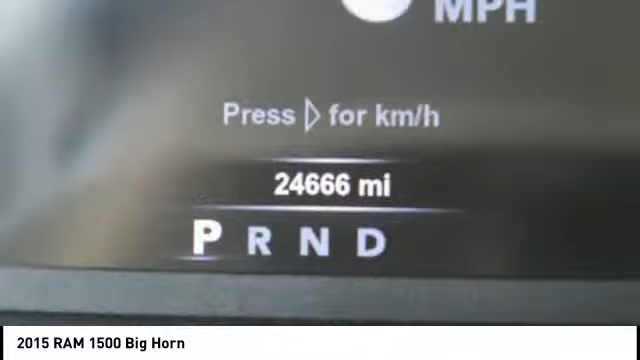 MPH
Press ▷ for km/h
24666 mi
P R N D
2015 RAM 1500 Big Horn